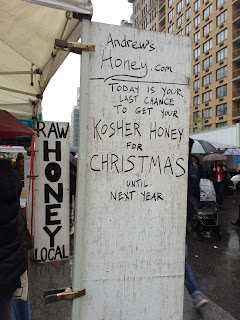 Andrew's
Honey.com
TODAY IS YOUR
LAST CHANCE
TO GET YOUR
KOSHER HONEY
FOR
CHRISTMAS
UNTIL
NEXT YEAR
RAW
HONEY
LOCAL